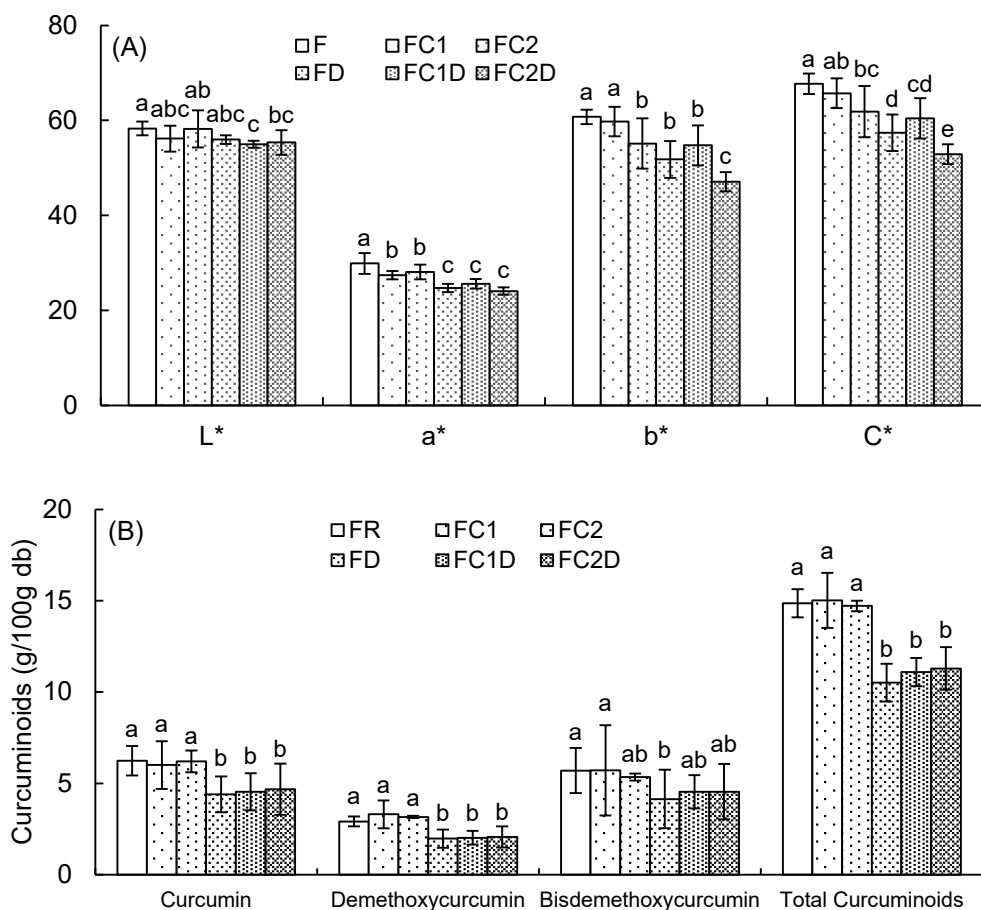 80
(A)
F FC1 FC2
FD FC1D FC2D
a ab bc d cd e
a abc ab abc c bc
a a b b b c
60
a b b c c c
40
20
0
L* a* b* C*
20
(B)
FR FC1 FC2
FD FC1D FC2D
a a a b b b
15
Curcuminoids (g/100g db)
10
a a a b b b
a a ab b ab ab
a a a b b b
5
0
Curcumin Demethoxycurcumin Bisdemethoxycurcumin Total Curcuminoids